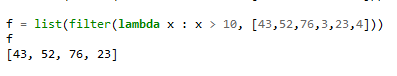 f = list(filter(lambda x : x > 10, [43,52,76,3,23,4]))
f
[43, 52, 76, 23]